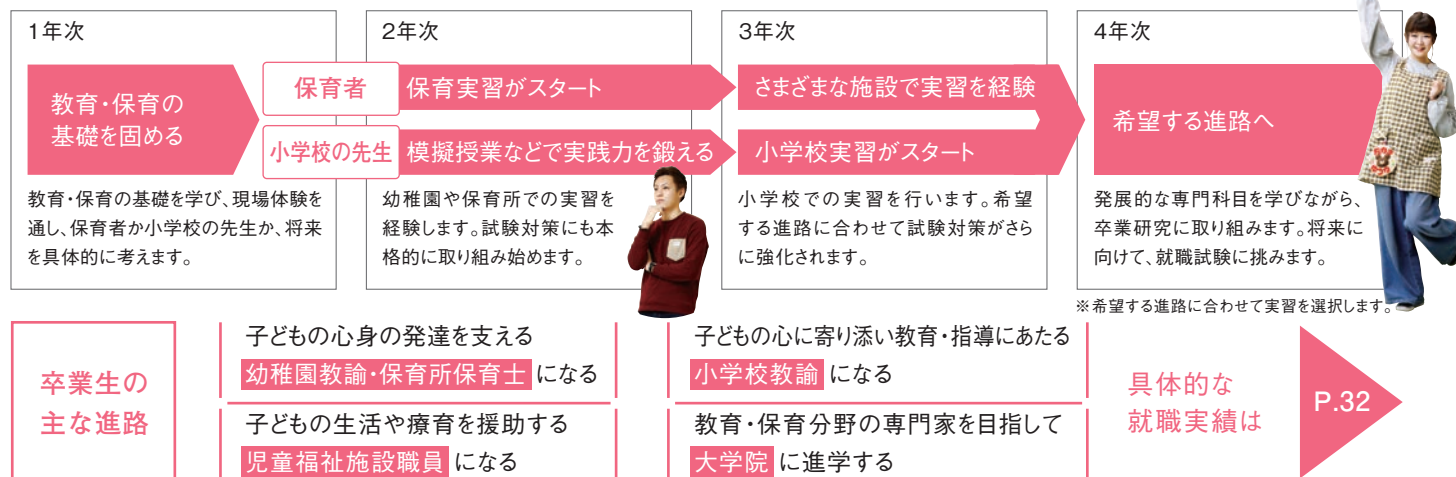 1年次
教育・保育の
基礎を固める
教育・保育の基礎を学び、現場体験を
通し、保育者か小学校の先生か、将来
を具体的に考えます。
保育者
小学校の先生
2年次
保育実習がスタート
模擬授業などで実践力を鍛える
幼稚園や保育所での実習を
経験します。試験対策にも本
格的に取り組み始めます。
3年次
さまざまな施設で実習を経験
小学校実習がスタート
小学校での実習を行います。希望
する進路に合わせて試験対策がさら
に強化されます。
4年次
希望する進路へ
発展的な専門科目を学びながら、
卒業研究に取り組みます。将来に
向けて、就職試験に挑みます。
※希望する進路に合わせて実習を選択します。
卒業生の
主な進路
子どもの心身の発達を支える
幼稚園教諭・保育所保育士 になる
子どもの生活や療育を援助する
児童福祉施設職員 になる
子どもの心に寄り添い教育・指導にあたる
小学校教諭 になる
教育・保育分野の専門家を目指して
大学院 に進学する
具体的な
就職実績は
P.32